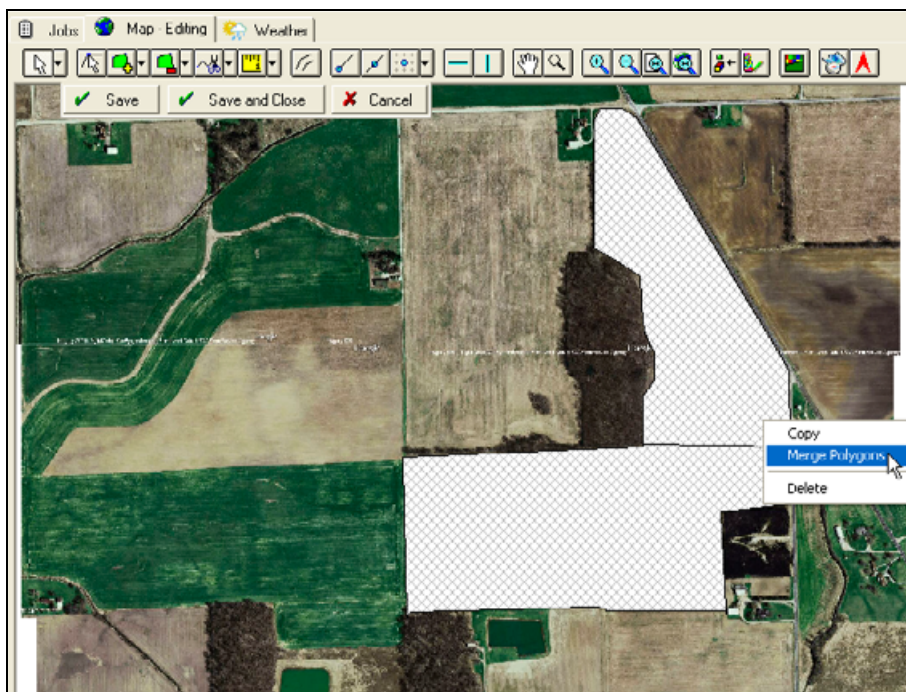 Jobs
Map - Editing
Weather
Save
Save and Close
Cancel
Copy
Merge Polygons
Delete